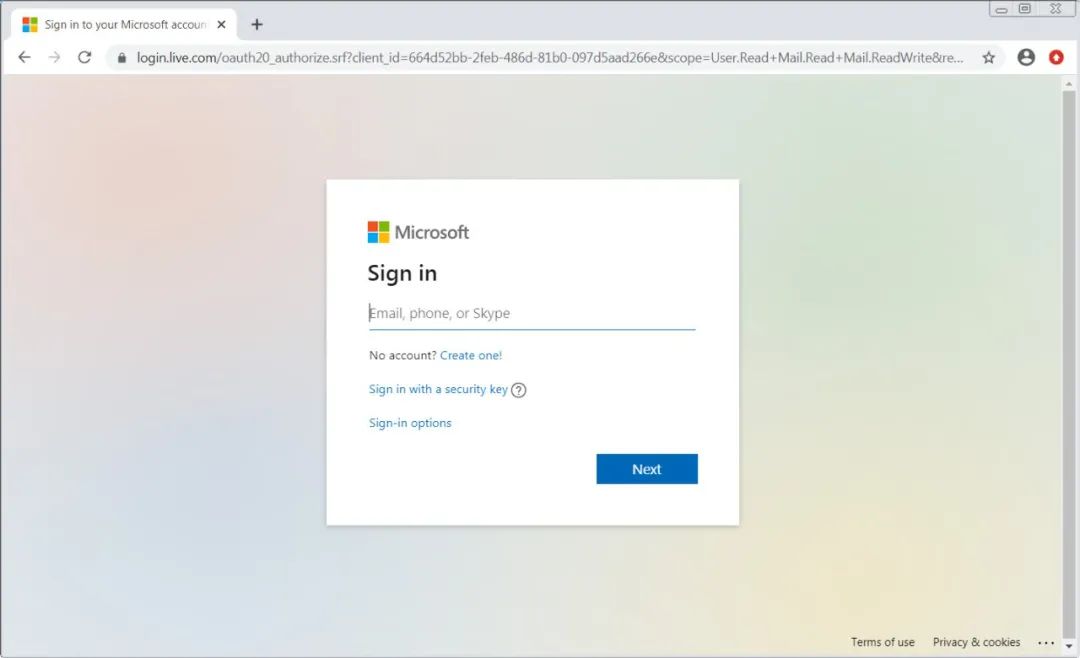 Sign in to your Microsoft accoun
login.live.com/oauth20_authorize.srf?client_id=664d52bb-2feb-486d-81b0-097d5aad266e&scope=User.Read+Mail.Read+Mail.ReadWrite&re...
Microsoft
Sign in
Email, phone, or Skype
No account? Create one!
Sign in with a security key ?
Sign-in options
Next
Terms of use Privacy & cookies ...